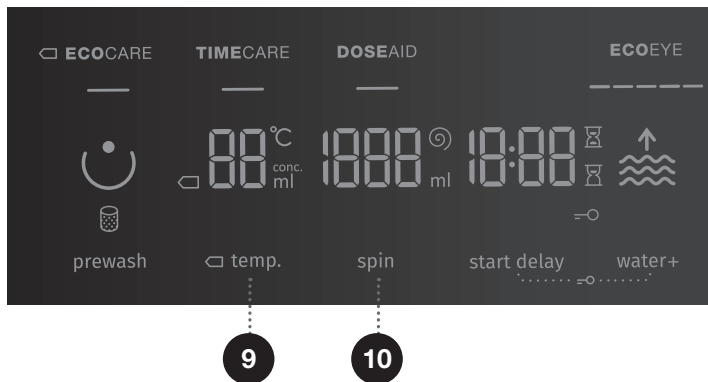 ECOCARE TIMECARE DOSEAID ECOEYE
88 °C 1888 18:88
conc.
ml ml
prewash temp. spin start delay water+
9 10